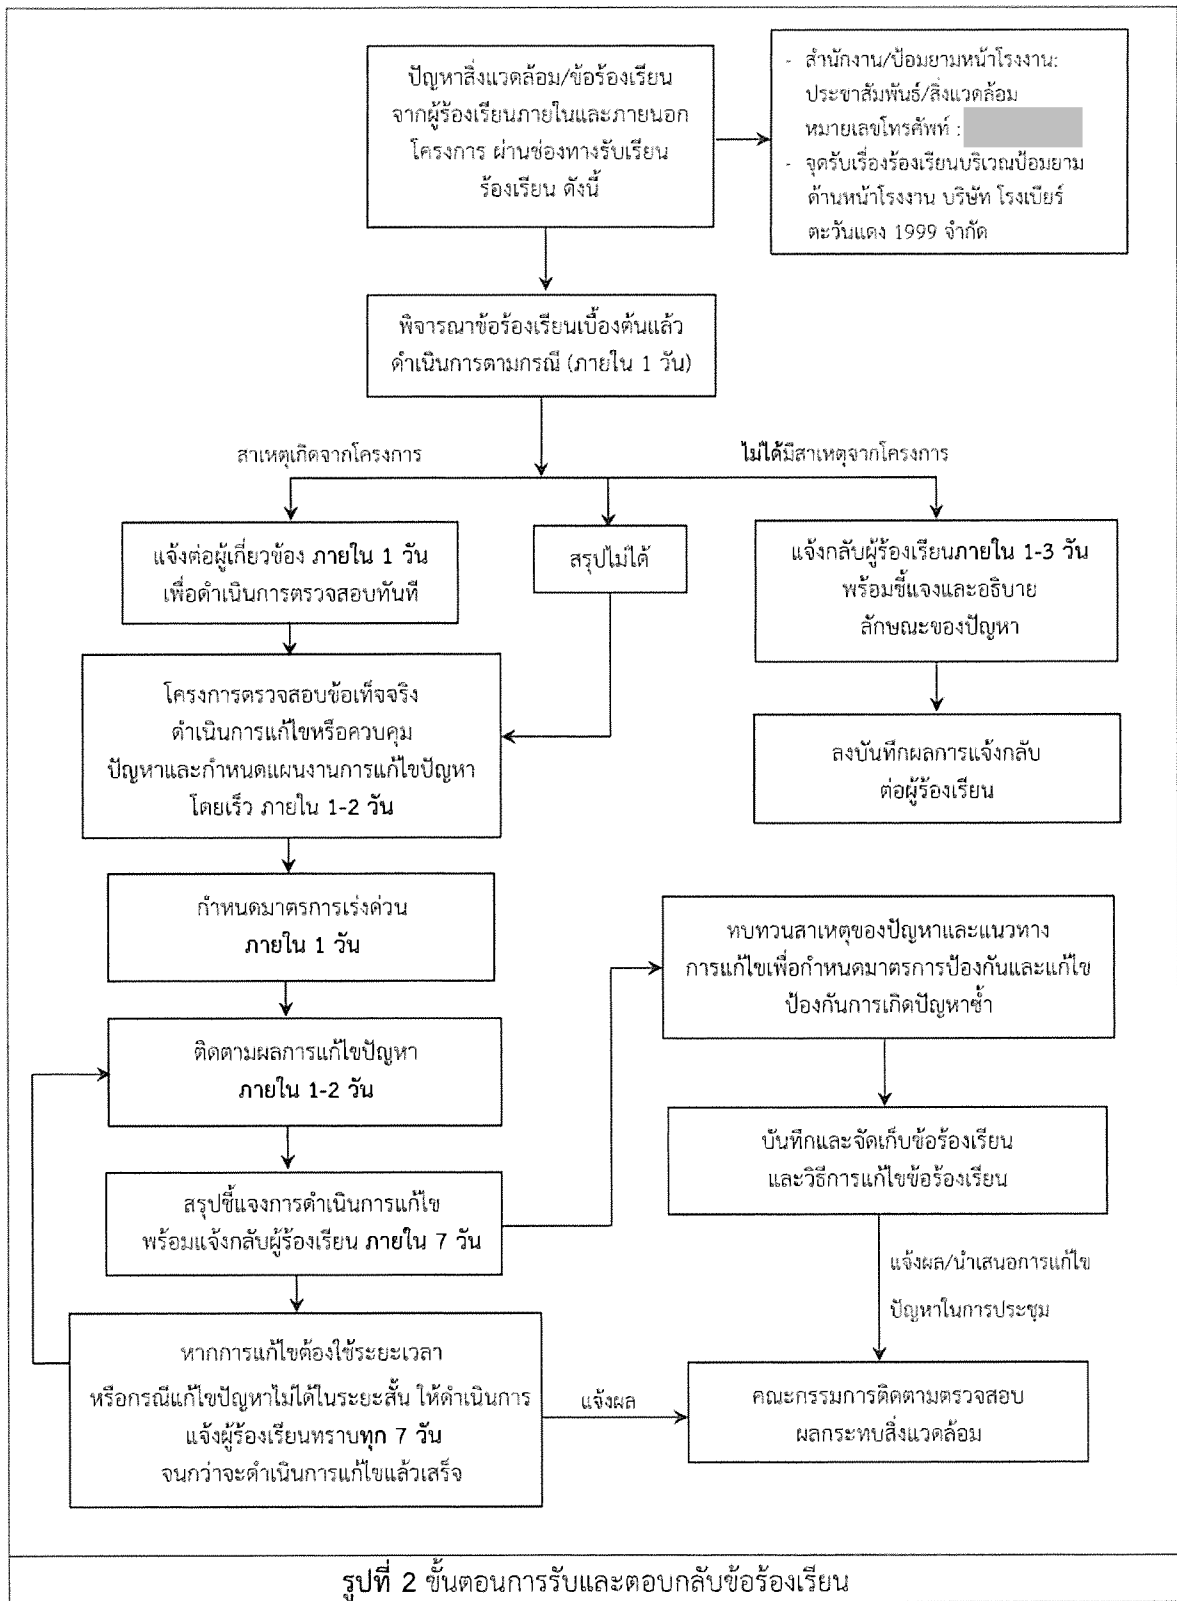 ปัญหาสิ่งแวดล้อม/ข้อร้องเรียน
จากผู้ร้องเรียนภายในและภายนอก
โครงการ ผ่านช่องทางรับเรียน
ร้องเรียน ดังนี้
- สำนักงาน/ป้อมยามหน้าโรงงาน:
ประชาสัมพันธ์/สิ่งแวดล้อม
หมายเลขโทรศัพท์ :
- จุดรับเรื่องร้องเรียนบริเวณป้อมยาม
ด้านหน้าโรงงาน บริษัท โรงเบียร์
ตะวันแดง 1999 จำกัด
พิจารณาข้อร้องเรียนเบื้องต้นแล้ว
ดำเนินการตามกรณี (ภายใน 1 วัน)
สาเหตุเกิดจากโครงการ
ไม่ได้มีสาเหตุจากโครงการ
แจ้งต่อผู้เกี่ยวข้อง ภายใน 1 วัน
เพื่อดำเนินการตรวจสอบทันที
สรุปไม่ได้
แจ้งกลับผู้ร้องเรียนภายใน 1-3 วัน
พร้อมชี้แจงและอธิบาย
ลักษณะของปัญหา
โครงการตรวจสอบข้อเท็จจริง
ดำเนินการแก้ไขหรือควบคุม
ปัญหาและกำหนดแผนงานการแก้ไขปัญหา
โดยเร็ว ภายใน 1-2 วัน
ลงบันทึกผลการแจ้งกลับ
ต่อผู้ร้องเรียน
กำหนดมาตรการเร่งด่วน
ภายใน 1 วัน
ทบทวนสาเหตุของปัญหาและแนวทาง
การแก้ไขเพื่อกำหนดมาตรการป้องกันและแก้ไข
ป้องกันการเกิดปัญหาซ้ำ
ติดตามผลการแก้ไขปัญหา
ภายใน 1-2 วัน
บันทึกและจัดเก็บข้อร้องเรียน
และวิธีการแก้ไขข้อร้องเรียน
สรุปชี้แจงการดำเนินการแก้ไข
พร้อมแจ้งกลับผู้ร้องเรียน ภายใน 7 วัน
แจ้งผล/นำเสนอการแก้ไข
ปัญหาในการประชุม
หากการแก้ไขต้องใช้ระยะเวลา
หรือกรณีแก้ไขปัญหาไม่ได้ในระยะสั้น ให้ดำเนินการ
แจ้งผู้ร้องเรียนทราบทุก 7 วัน
จนกว่าจะดำเนินการแก้ไขแล้วเสร็จ
แจ้งผล
คณะกรรมการติดตามตรวจสอบ
ผลกระทบสิ่งแวดล้อม
รูปที่ 2 ขั้นตอนการรับและตอบกลับข้อร้องเรียน